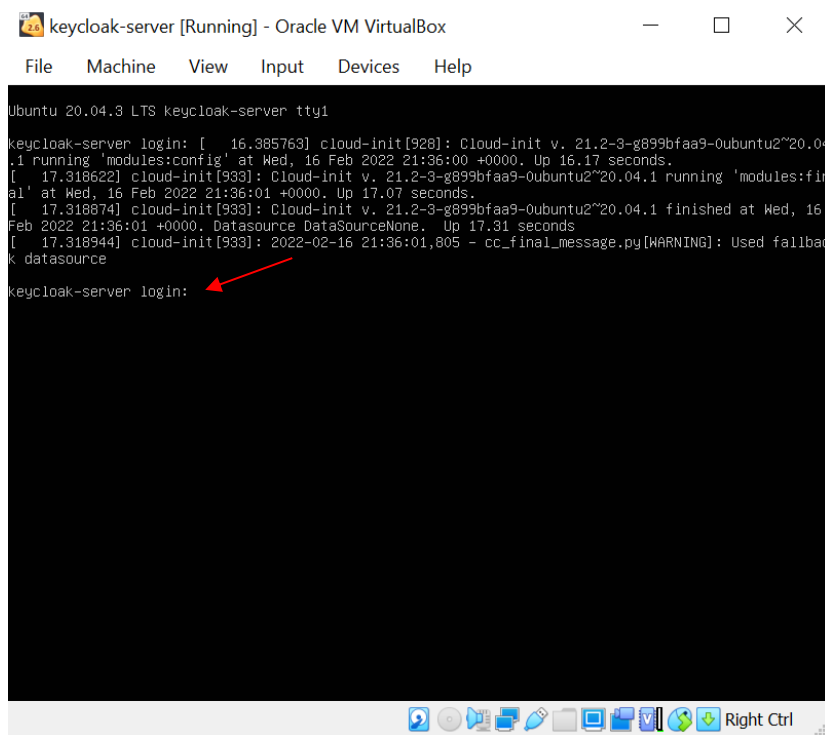 keycloak-server [Running] - Oracle VM VirtualBox
File Machine View Input Devices Help
Ubuntu 20.04.3 LTS keycloak-server tty1
keycloak-server login: [   16.385763] cloud-init[928]: Cloud-init v. 21.2-3-g899bfaa9-0ubuntu2~20.04
.1 running 'modules:config' at Wed, 16 Feb 2022 21:36:00 +0000. Up 16.17 seconds.
[   17.318622] cloud-init[933]: Cloud-init v. 21.2-3-g899bfaa9-0ubuntu2~20.04.1 running 'modules:fin
al' at Wed, 16 Feb 2022 21:36:01 +0000. Up 17.07 seconds.
[   17.318874] cloud-init[933]: Cloud-init v. 21.2-3-g899bfaa9-0ubuntu2~20.04.1 finished at Wed, 16
Feb 2022 21:36:01 +0000. Datasource DataSourceNone.  Up 17.31 seconds
[   17.318944] cloud-init[933]: 2022-02-16 21:36:01,805 - cc_final_message.py[WARNING]: Used fallbac
k datasource
keycloak-server login:
Right Ctrl